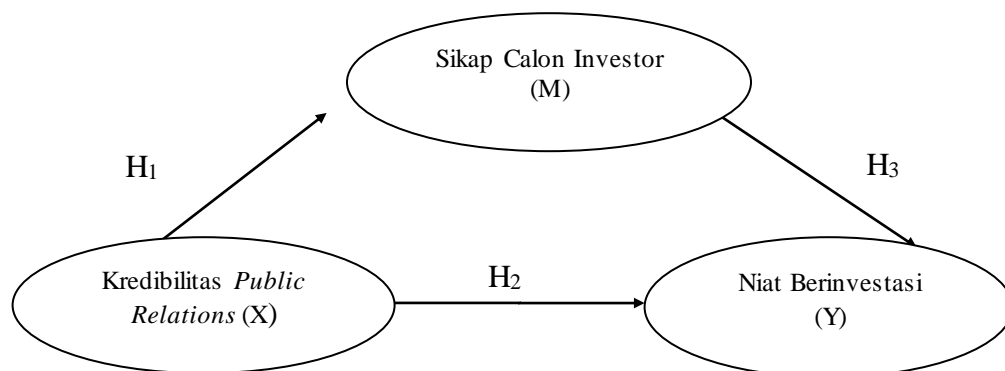 Sikap Calon Investor
(M)
H1
H3
Kredibilitas Public
Relations (X)
H2
Niat Berinvestasi
(Y)